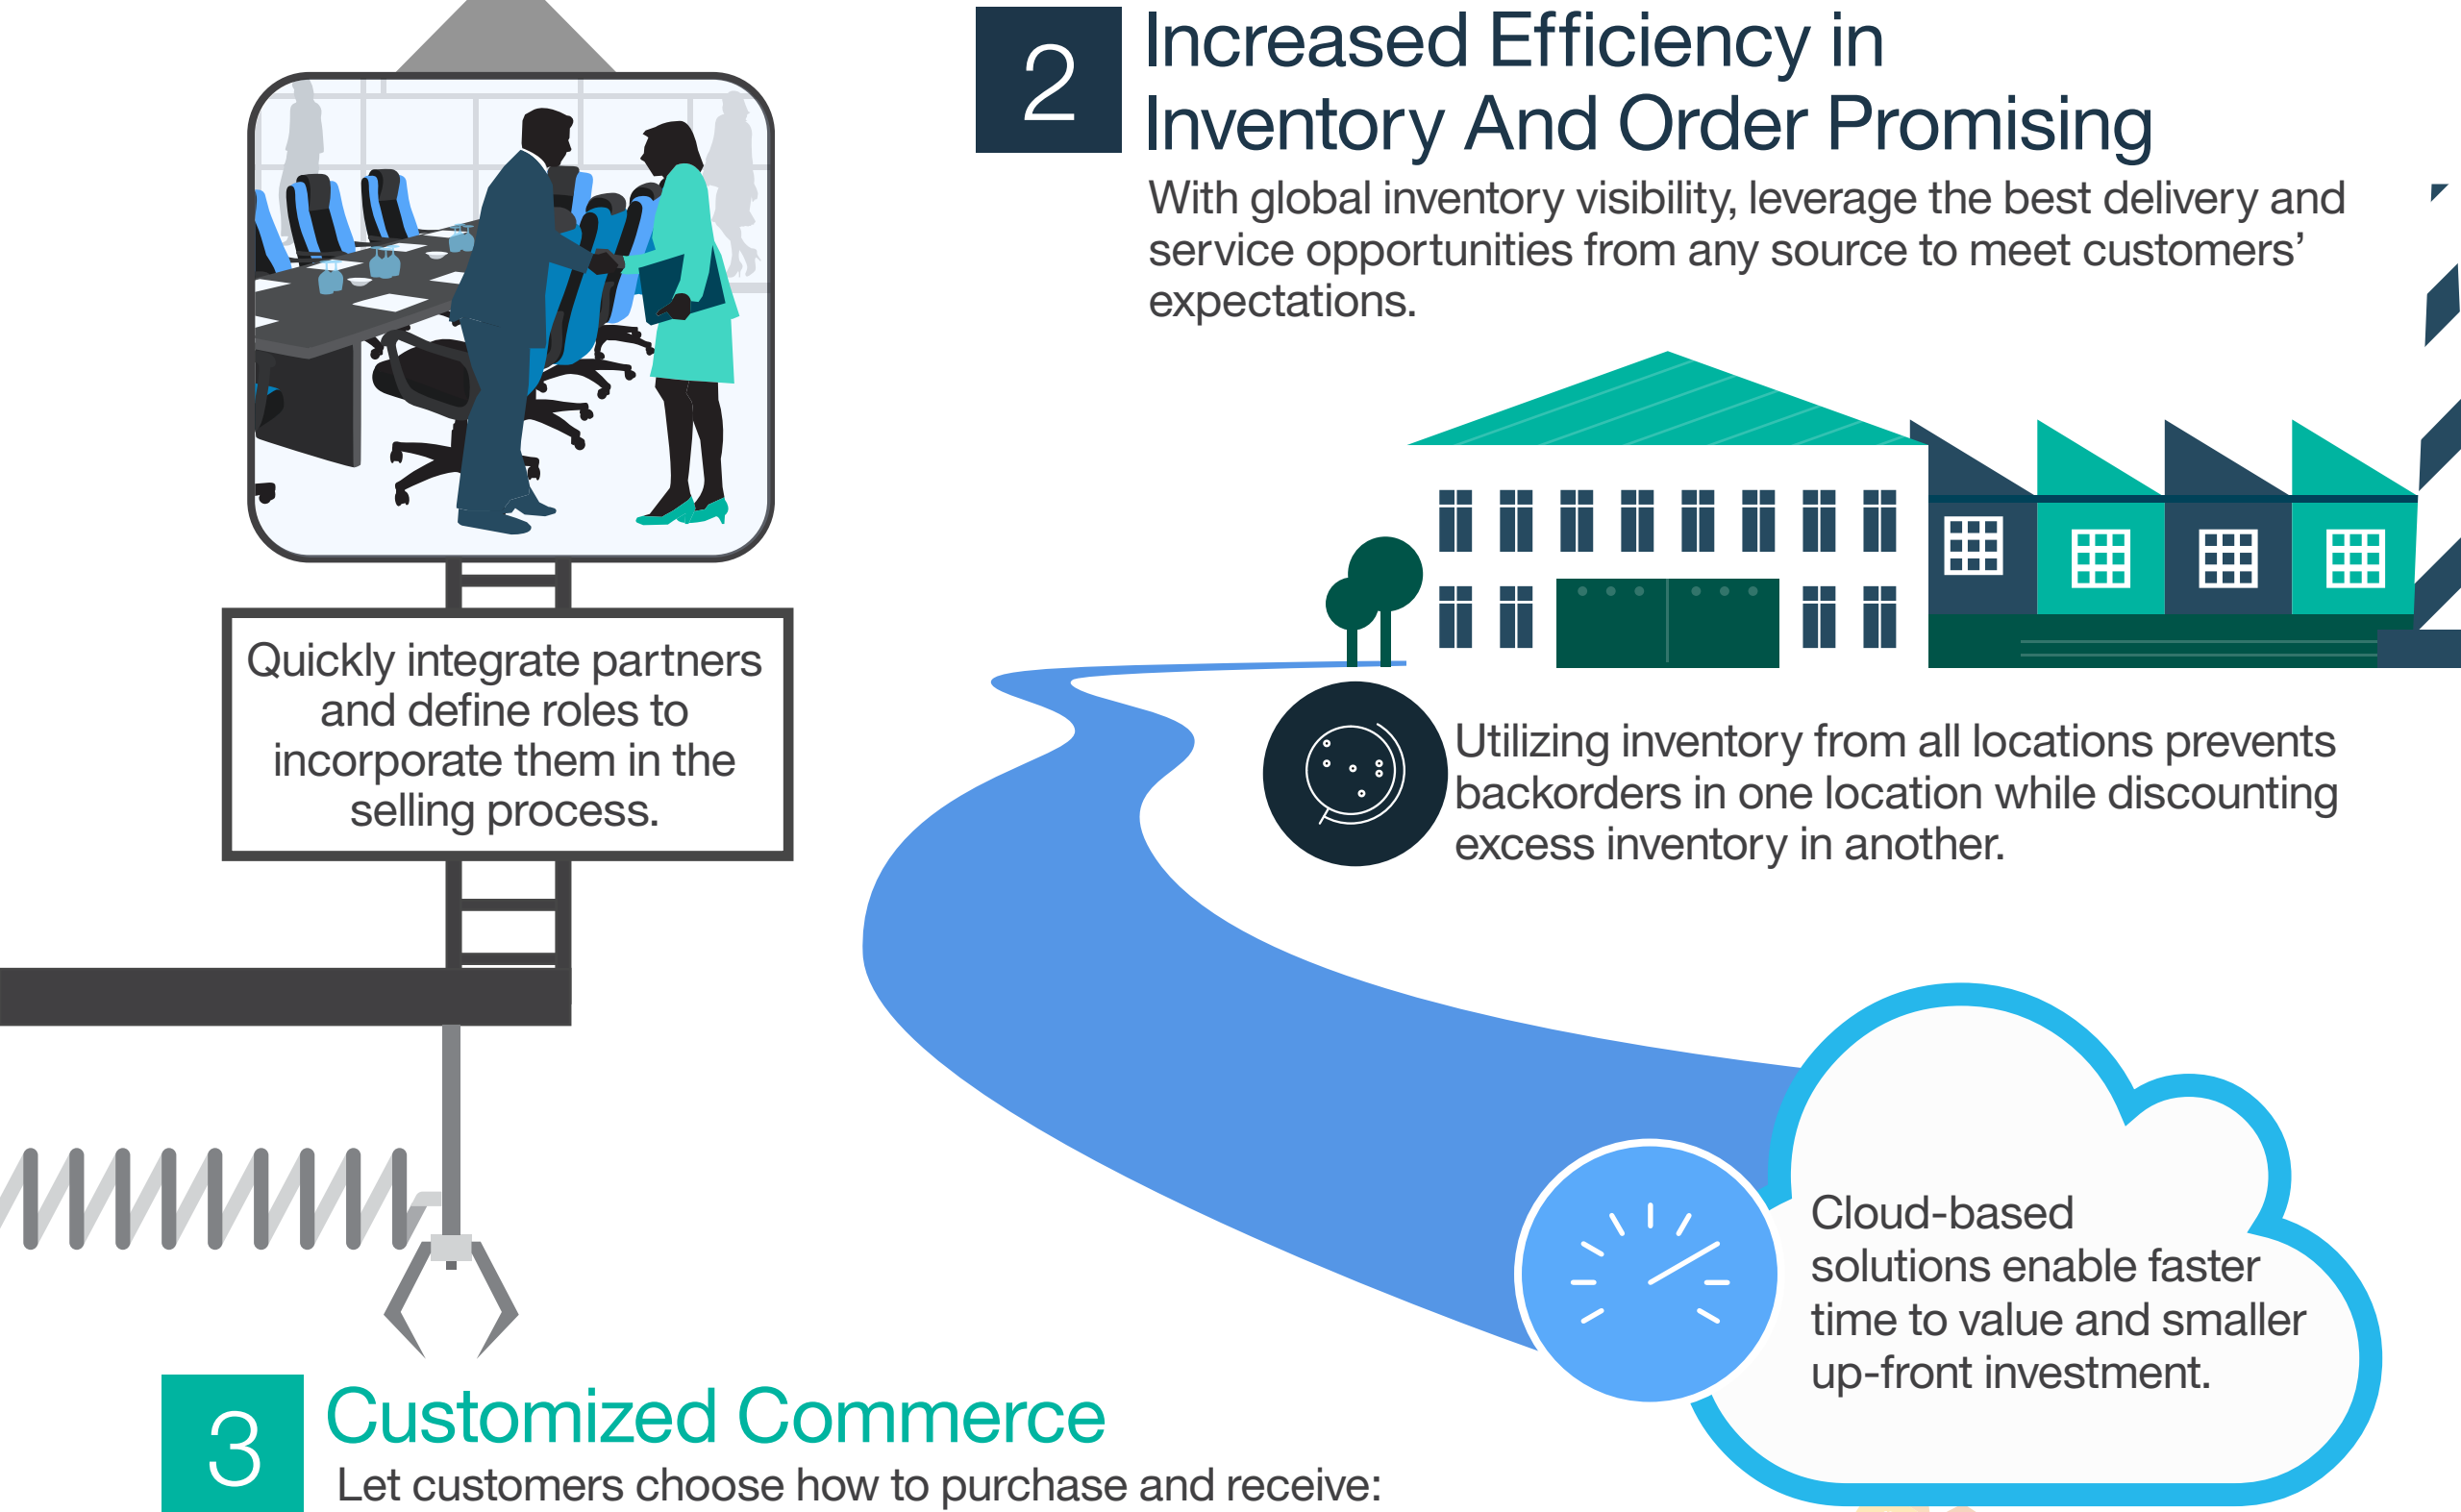 2
Increased Efficiency in
Inventory And Order Promising
With global inventory visibility, leverage the best delivery and
service opportunities from any source to meet customers’
expectations.
Quickly integrate partners
and define roles to
incorporate them in the
selling process.
Utilizing inventory from all locations prevents
backorders in one location while discounting
excess inventory in another.
Cloud-based
solutions enable faster
time to value and smaller
up-front investment.
3
Customized Commerce
Let customers choose how to purchase and receive: